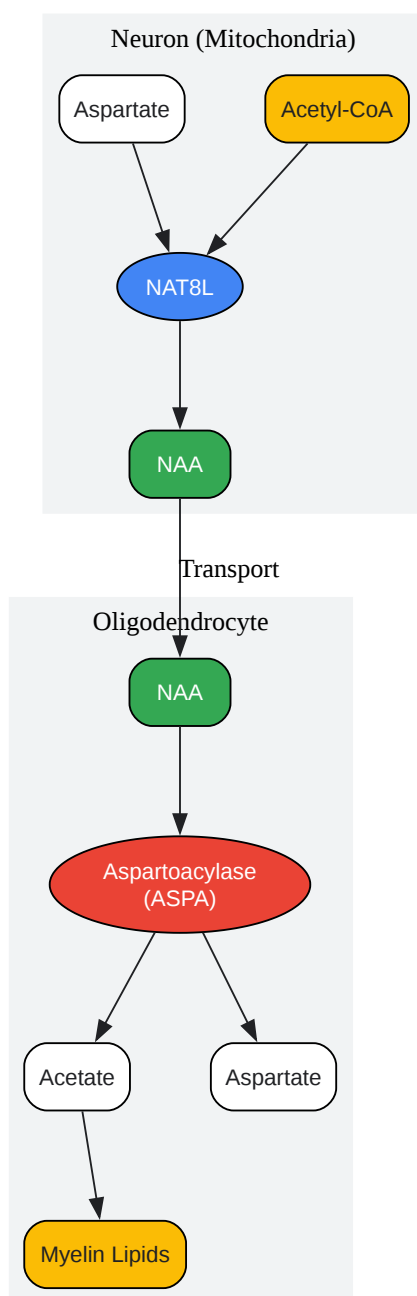 Neuron (Mitochondria)
Aspartate
Acetyl-CoA
NAT8L
NAA
Transport
Oligodendrocyte
NAA
Aspartoacylase
(ASPA)
Acetate
Aspartate
Myelin Lipids